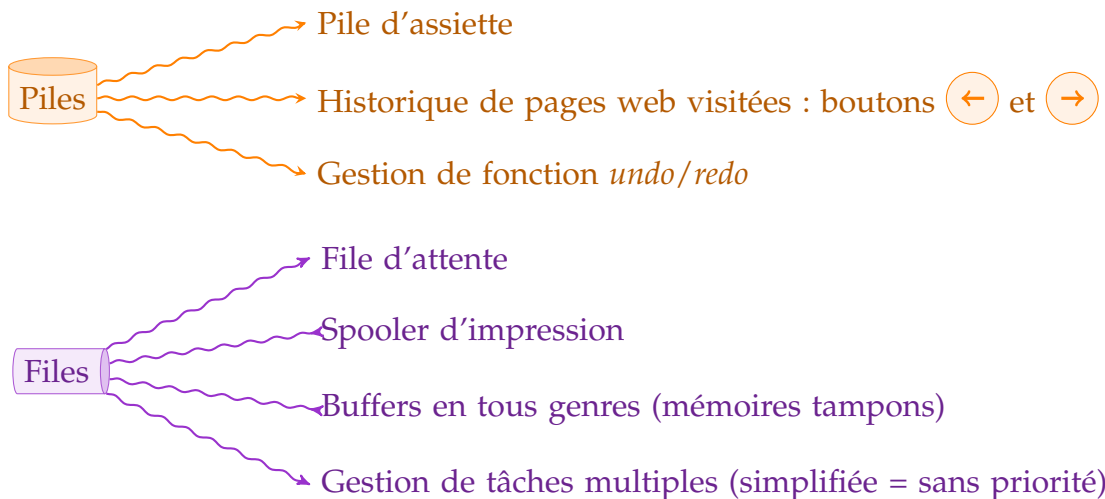 Pile d'assiette
Piles
Historique de pages web visitées : boutons ← et →
Gestion de fonction undo/redo
File d'attente
Spooler d'impression
Files
Buffers en tous genres (mémoires tampons)
Gestion de tâches multiples (simplifiée = sans priorité)